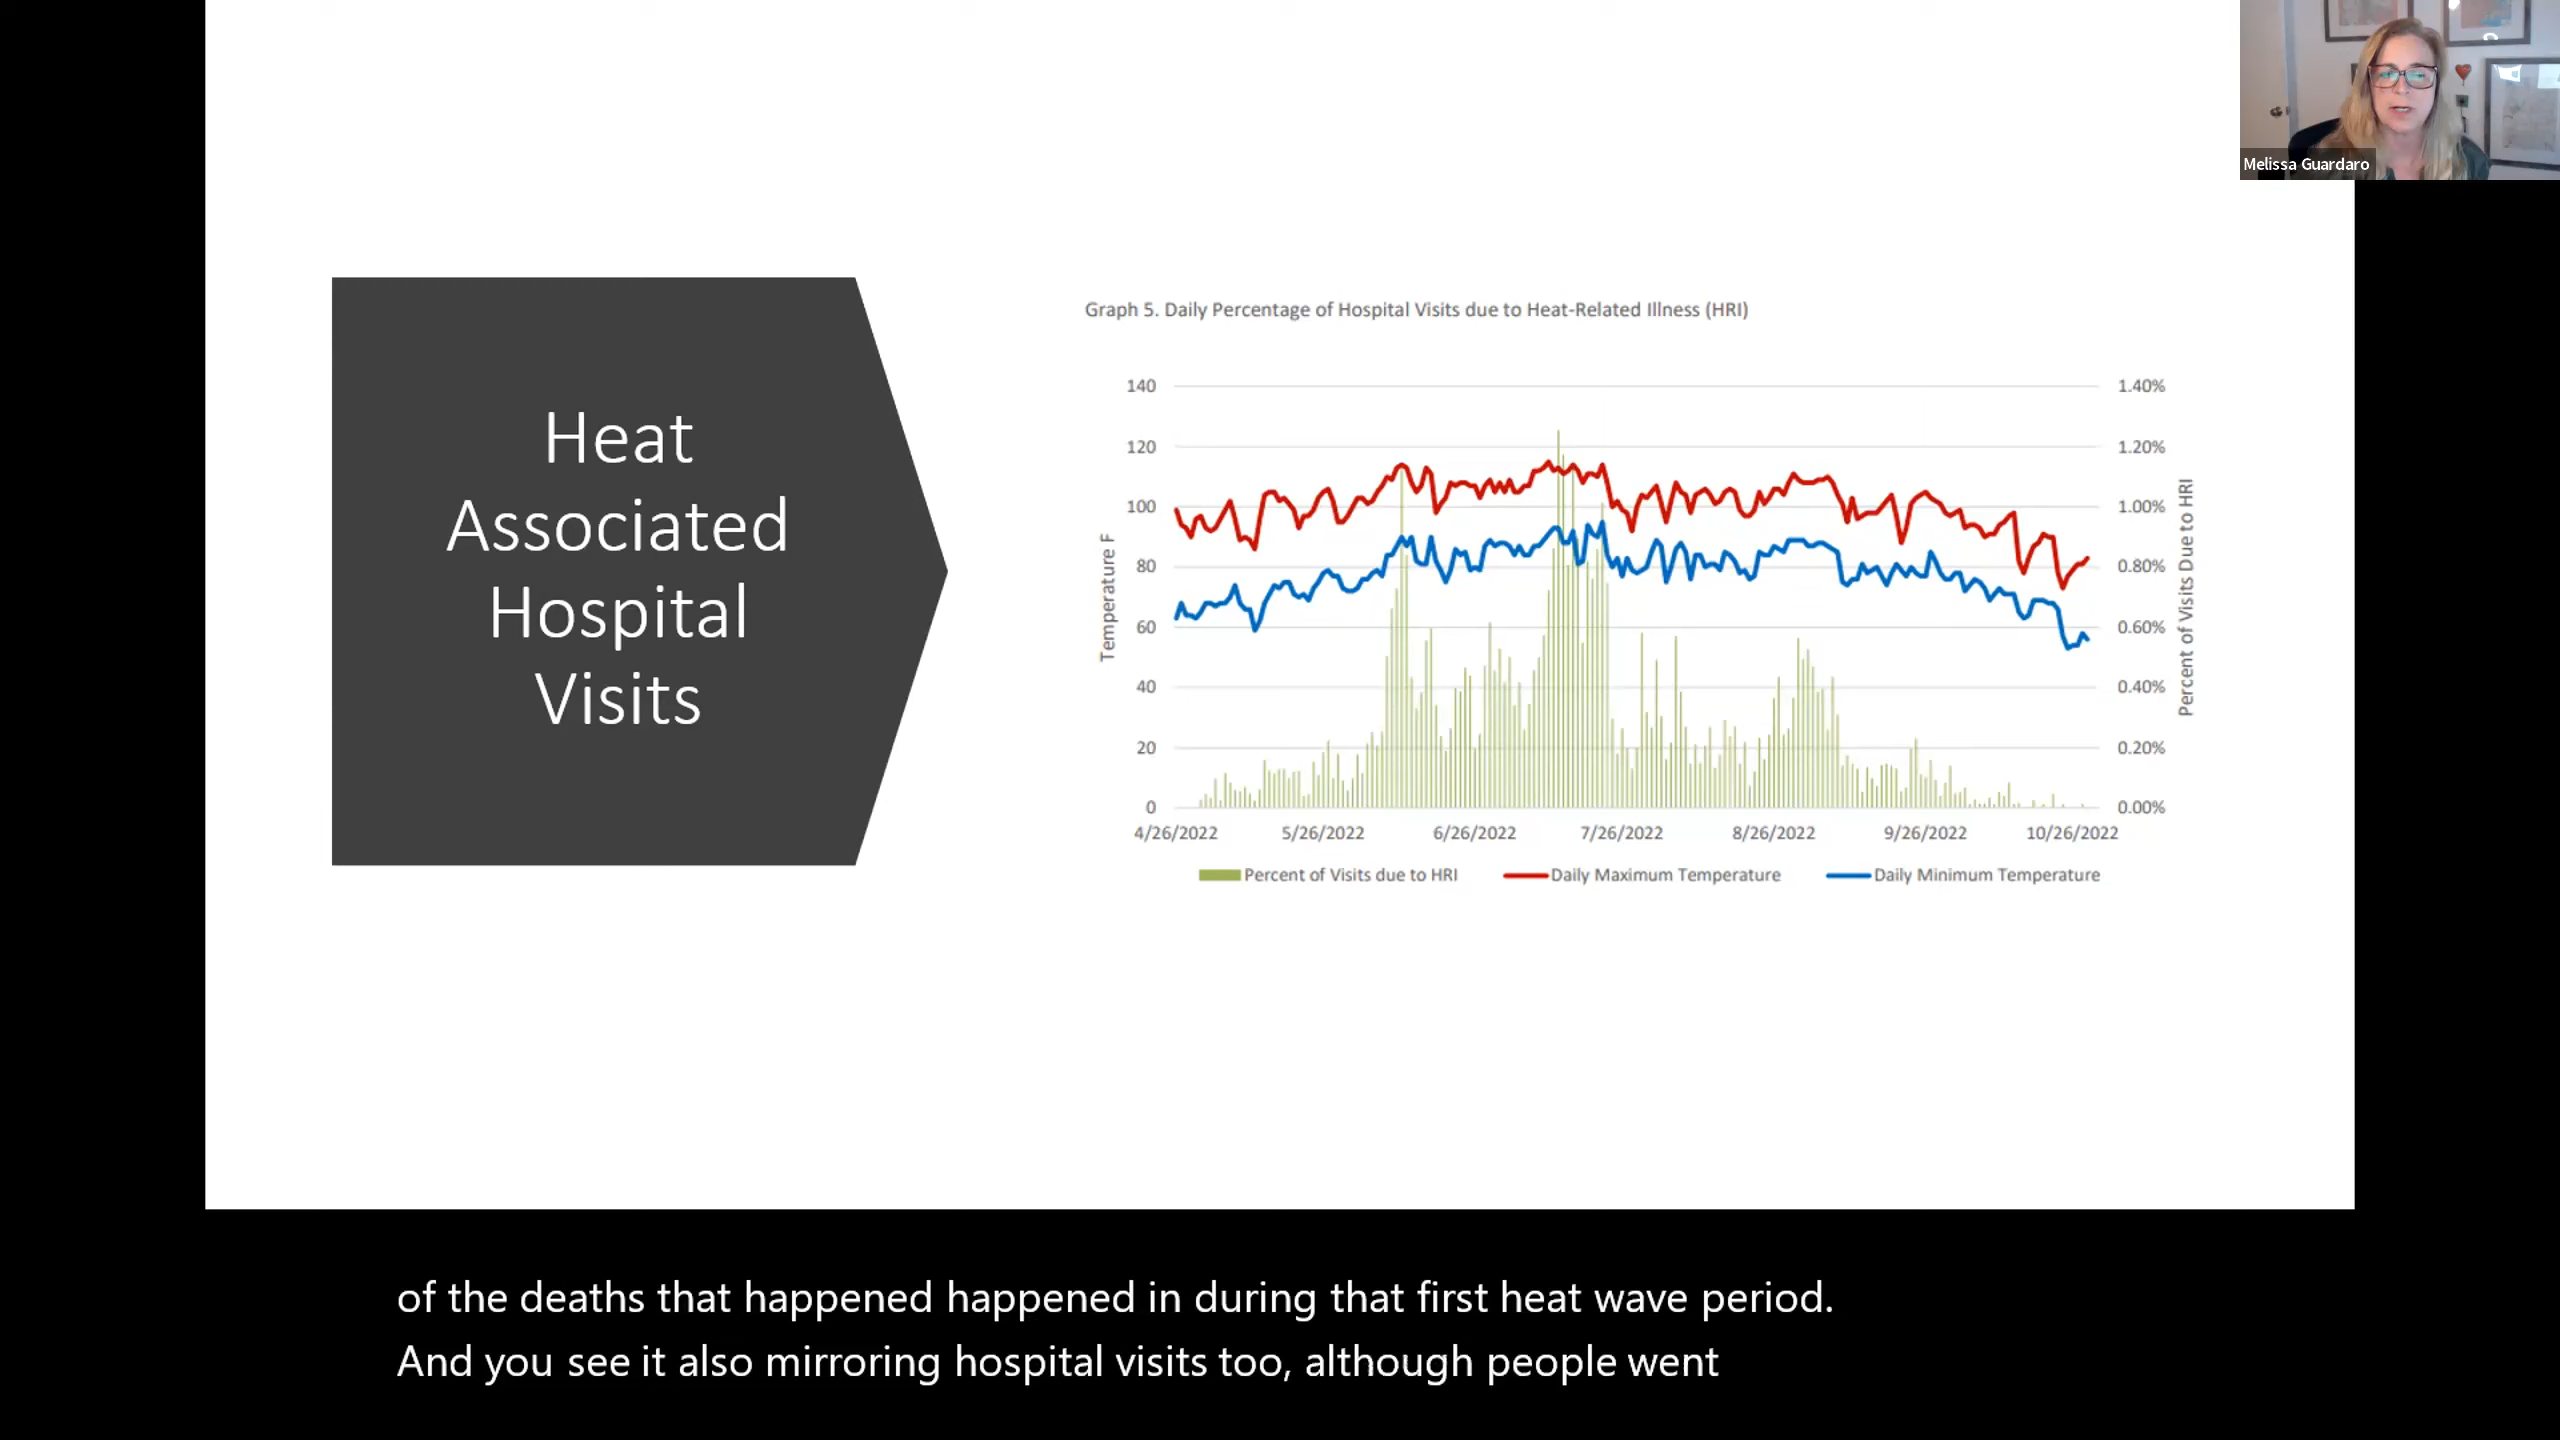 Melissa Guardaro
Heat
Associated
Hospital
Visits
Graph 5. Daily Percentage of Hospital Visits due to Heat-Related Illness (HRI)
Temperature F
140
120
100
80
60
40
20
0
1.40%
1.20%
1.00%
0.80%
0.60%
0.40%
0.20%
0.00%
Percent of Visits Due to HRI
4/26/2022 5/26/2022 6/26/2022 7/26/2022 8/26/2022 9/26/2022 10/26/2022
Percent of Visits due to HRI Daily Maximum Temperature Daily Minimum Temperature
of the deaths that happened happened in during that first heat wave period.
And you see it also mirroring hospital visits too, although people went